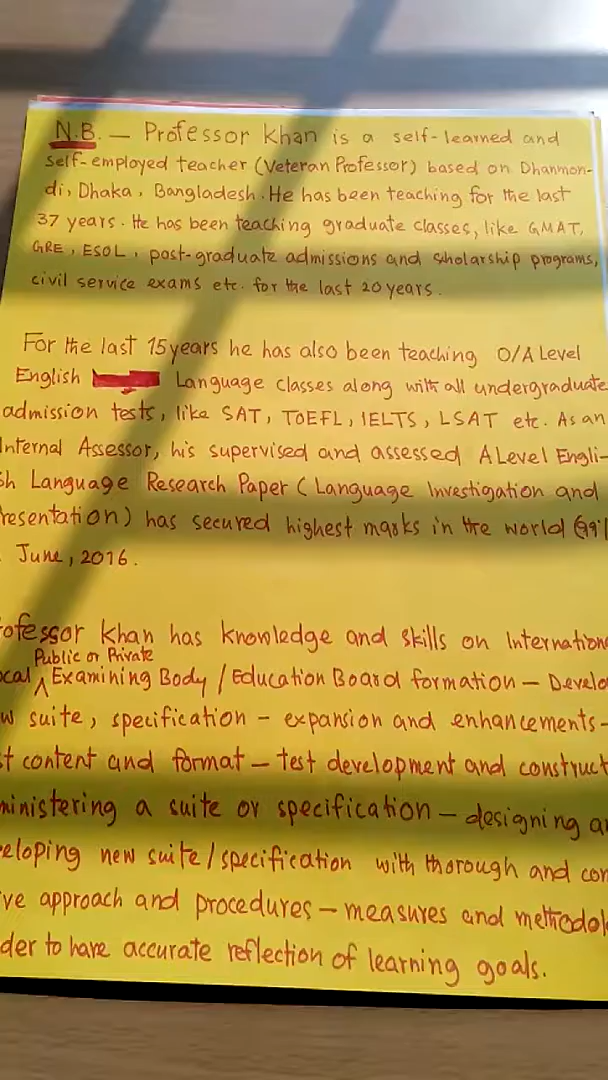 N.B. — Professor Khan is a self-learned and
self-employed teacher (Veteran Professor) based on Dhanmon-
di, Dhaka, Bangladesh. He has been teaching for the last
37 years. He has been teaching graduate classes, like GMAT,
GRE, ESOL, post-graduate admissions and scholarship programs,
civil service exams etc. for the last 20 years.
For the last 15 years he has also been teaching O/A Level
English Language classes along with all undergraduate
admission tests, like SAT, TOEFL, IELTS, LSAT etc. As an
Internal Assessor, his supervised and assessed A Level Engli-
sh Language Research Paper (Language Investigation and
resentation) has secured highest marks in the world (99%
June, 2016.
ofessor Khan has knowledge and skills on Internation
Public or Private
ocal ^ Examining Body / Education Board formation — Develo
w suite, specification — expansion and enhancements —
t content and format — test development and construct
ministering a suite or specification — designing an
eloping new suite/specification with thorough and con
ve approach and procedures — measures and methodol
der to have accurate reflection of learning goals.